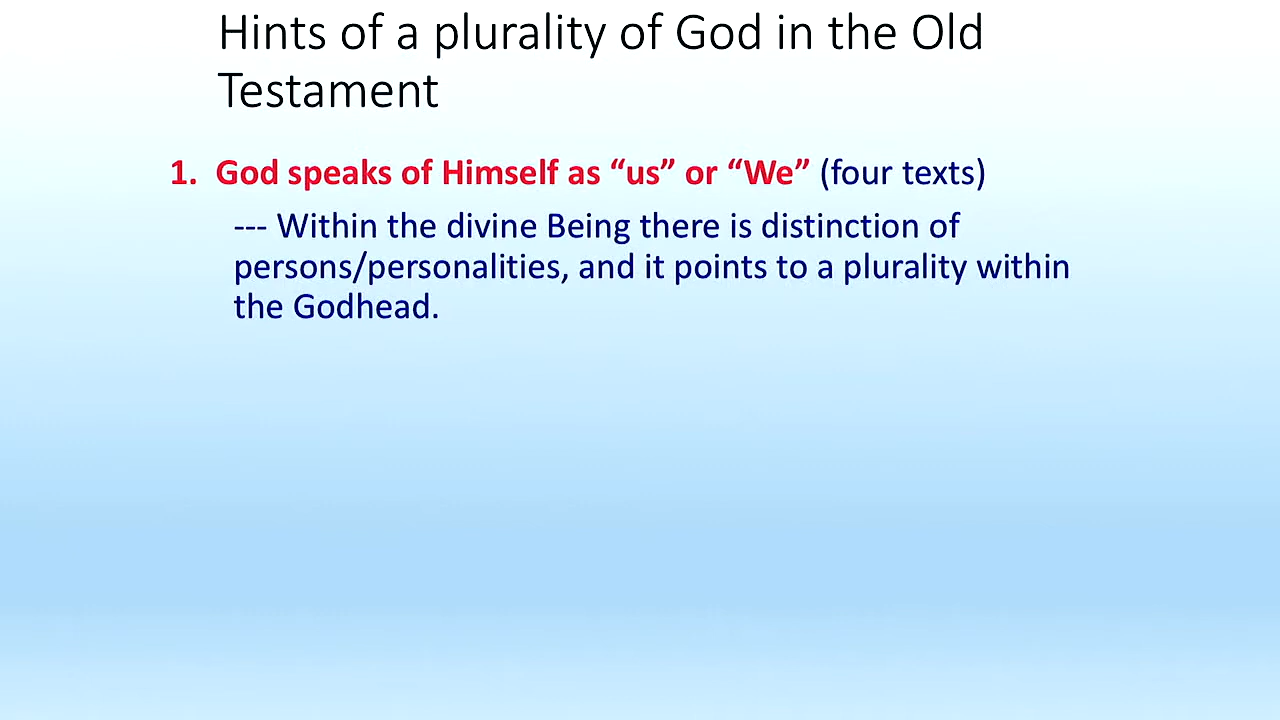 Hints of a plurality of God in the Old
Testament
1. God speaks of Himself as “us” or “We” (four texts)
--- Within the divine Being there is distinction of
persons/personalities, and it points to a plurality within
the Godhead.